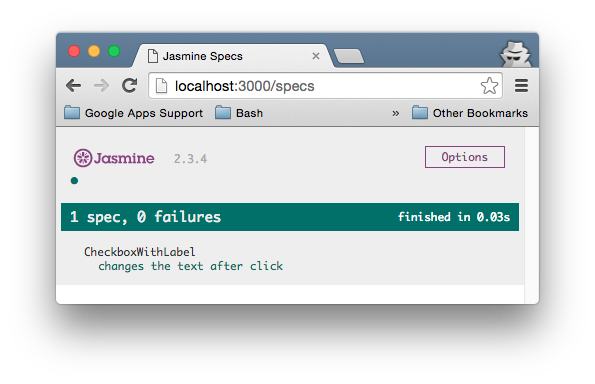 Jasmine Specs
localhost:3000/specs
Google Apps Support Bash » Other Bookmarks
Jasmine 2.3.4 Options
1 spec, 0 failures finished in 0.03s
CheckboxWithLabel
changes the text after click